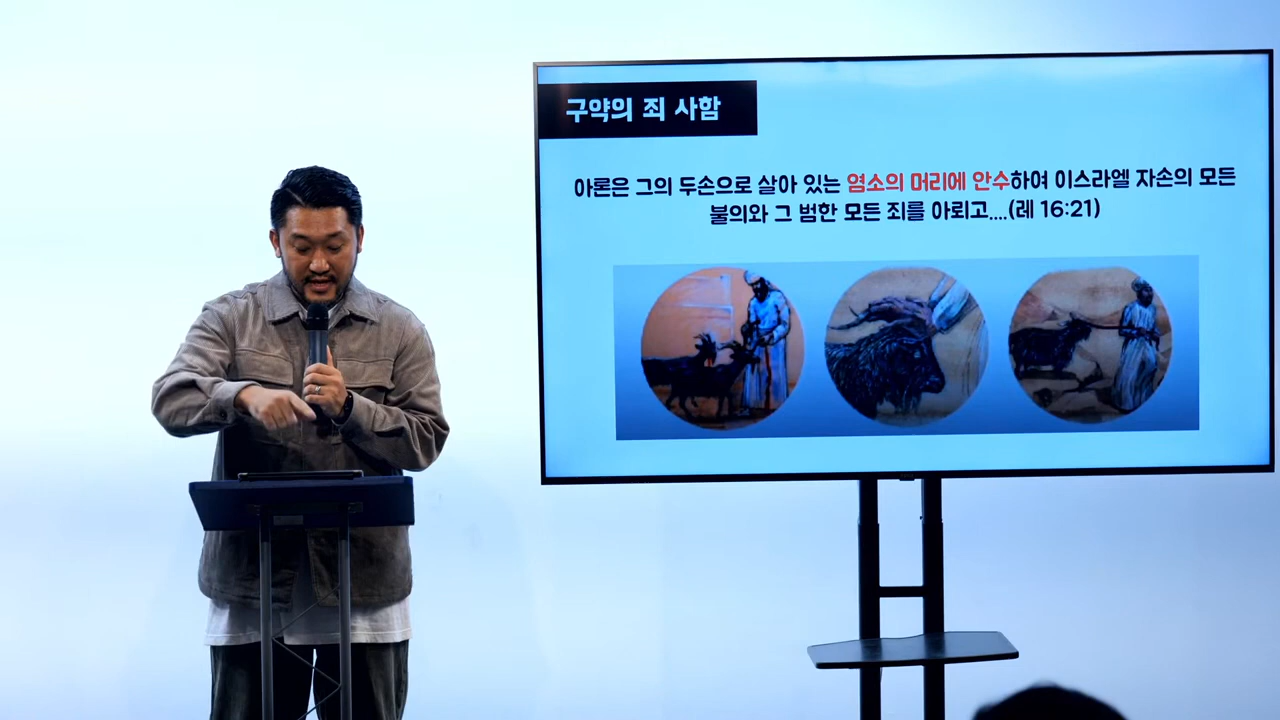 구약의 죄 사함
아론은 그의 두손으로 살아 있는 염소의 머리에 안수하여 이스라엘 자손의 모든
불의와 그 범한 모든 죄를 아뢰고....(레 16:21)